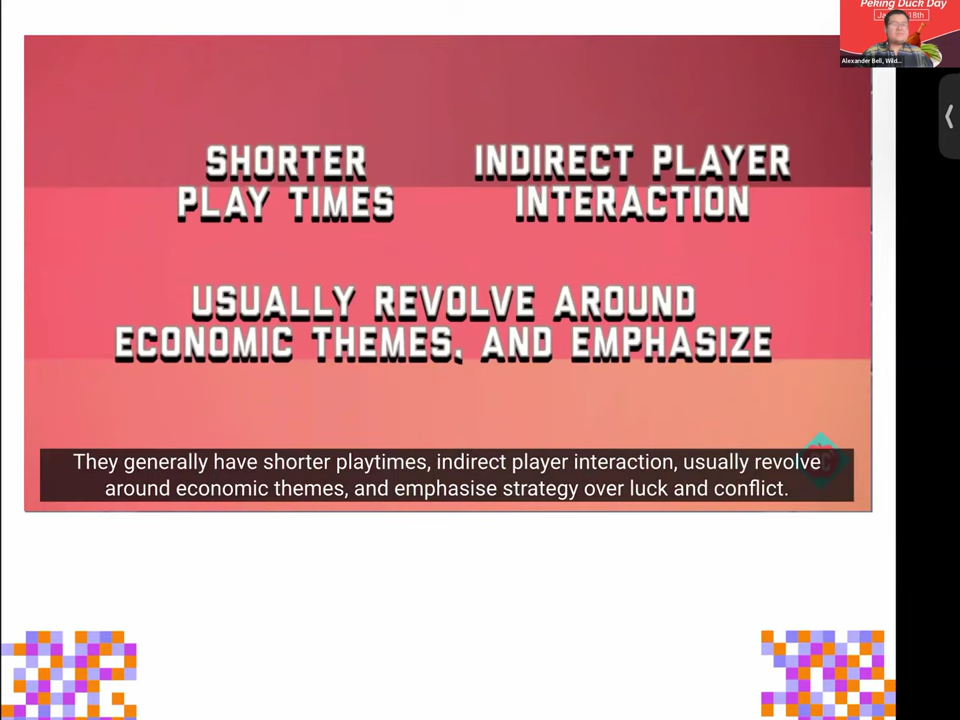 Peking Duck Day
18th
Alexander Bell, Wild...
SHORTER
PLAY TIMES
INDIRECT PLAYER
INTERACTION
USUALLY REVOLVE AROUND
ECONOMIC THEMES, AND EMPHASIZE
They generally have shorter playtimes, indirect player interaction, usually revolve
around economic themes, and emphasise strategy over luck and conflict.